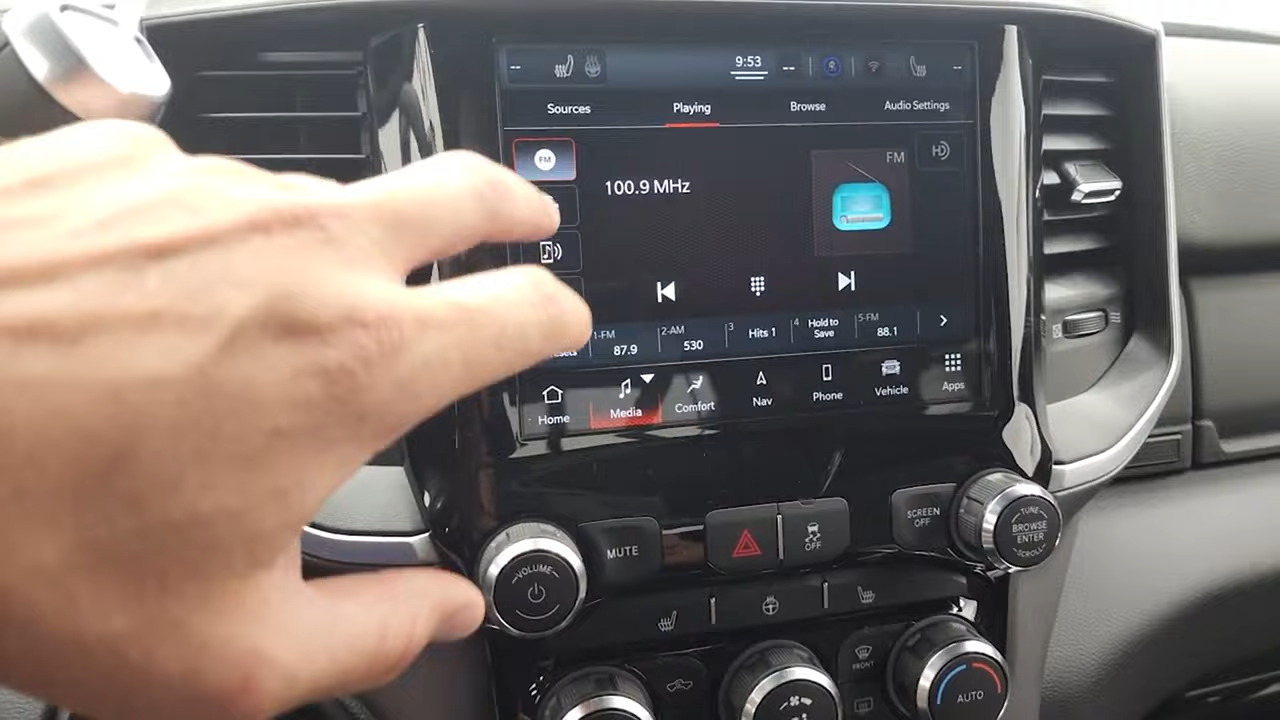 9:53
Sources
Playing
Browse
Audio Settings
FM
100.9 MHz
FM
HD
1-FM
87.9
2-AM
530
3
Hits 1
4
Hold to
Save
5-FM
88.1
Home
Media
Comfort
Nav
Phone
Vehicle
Apps
SCREEN
OFF
TUNE
BROWSE
ENTER
SCROLL
MUTE
OFF
VOLUME
FRONT
AUTO